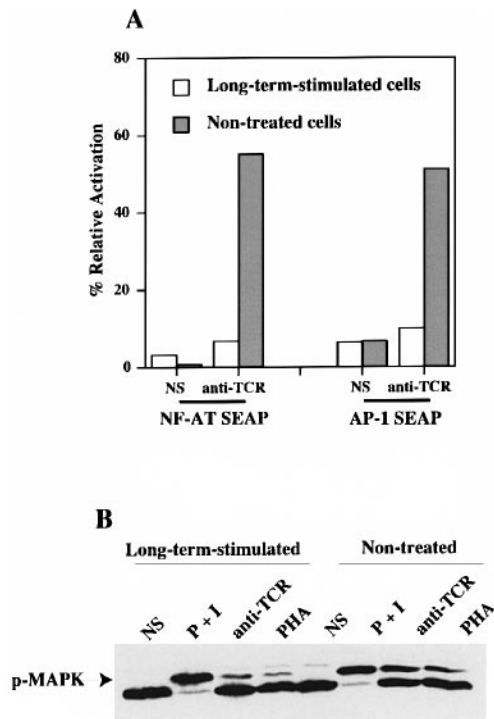 A
80
60
40
20
0
% Relative Activation
Long-term-stimulated cells
Non-treated cells
NS anti-TCR NS anti-TCR
NF-AT SEAP AP-1 SEAP
B
Long-term-stimulated Non-treated
NS P + I anti-TCR PHA NS P + I anti-TCR PHA
p-MAPK